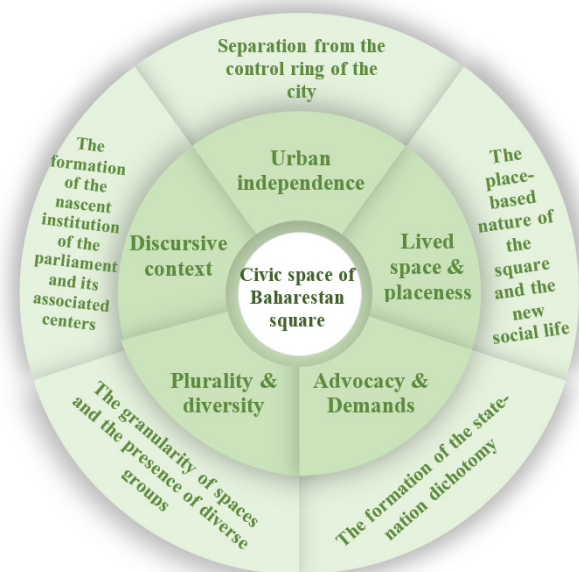 Separation from the
control ring of the
city
Urban
independence
The
place-
based
nature of
the
square
and the
new
social life
Lived
space &
placeness
The formation of the state-
nation dichotomy
Advocacy &
Demands
The granularity of spaces
and the presence of diverse
groups
Plurality &
diversity
The
formation
of the
nascent
institution
of the
parliament
and its
associated
centers
Discursive
context
Civic space of
Baharestan
square